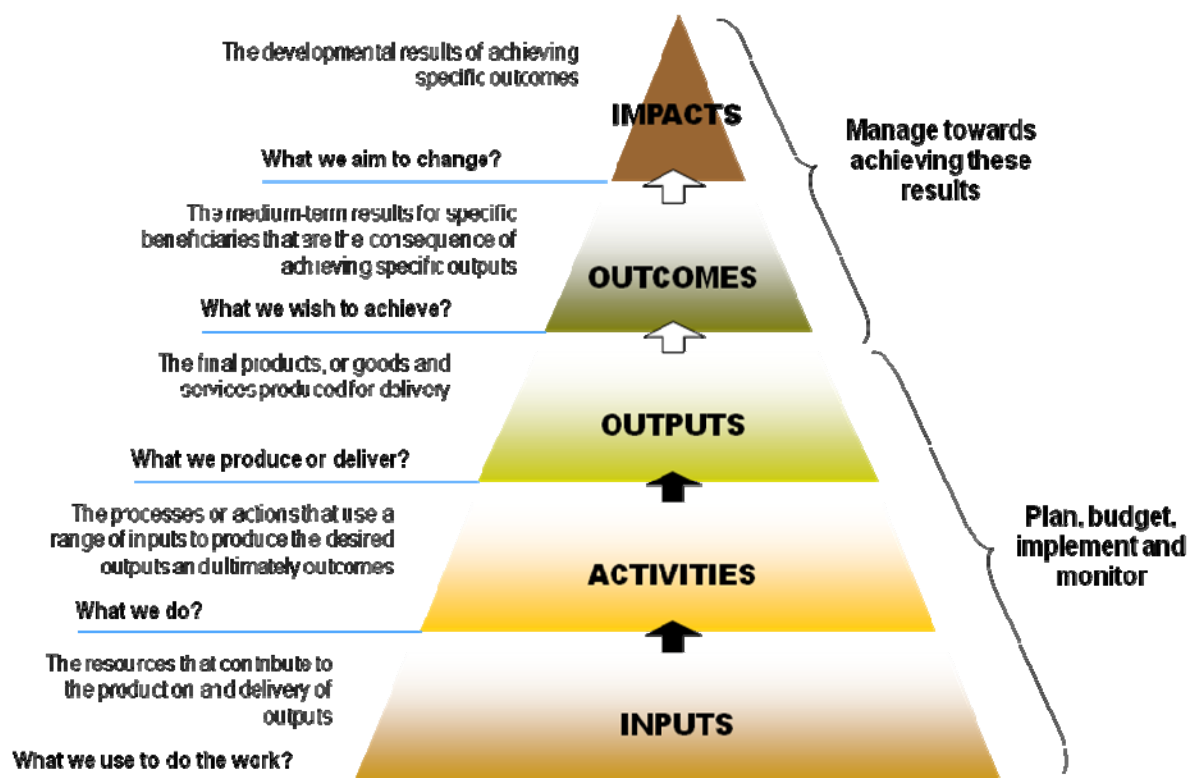 The developmental results of achieving
specific outcomes
IMPACTS
Manage towards
achieving these
results
What we aim to change?
The medium-term results for specific
beneficiaries that are the consequence of
achieving specific outputs
OUTCOMES
What we wish to achieve?
The final products, or goods and
services produced for delivery
OUTPUTS
What we produce or deliver?
The processes or actions that use a
range of inputs to produce the desired
outputs and ultimately outcomes
ACTIVITIES
Plan, budget,
implement and
monitor
What we do?
The resources that contribute to
the production and delivery of
outputs
INPUTS
What we use to do the work?